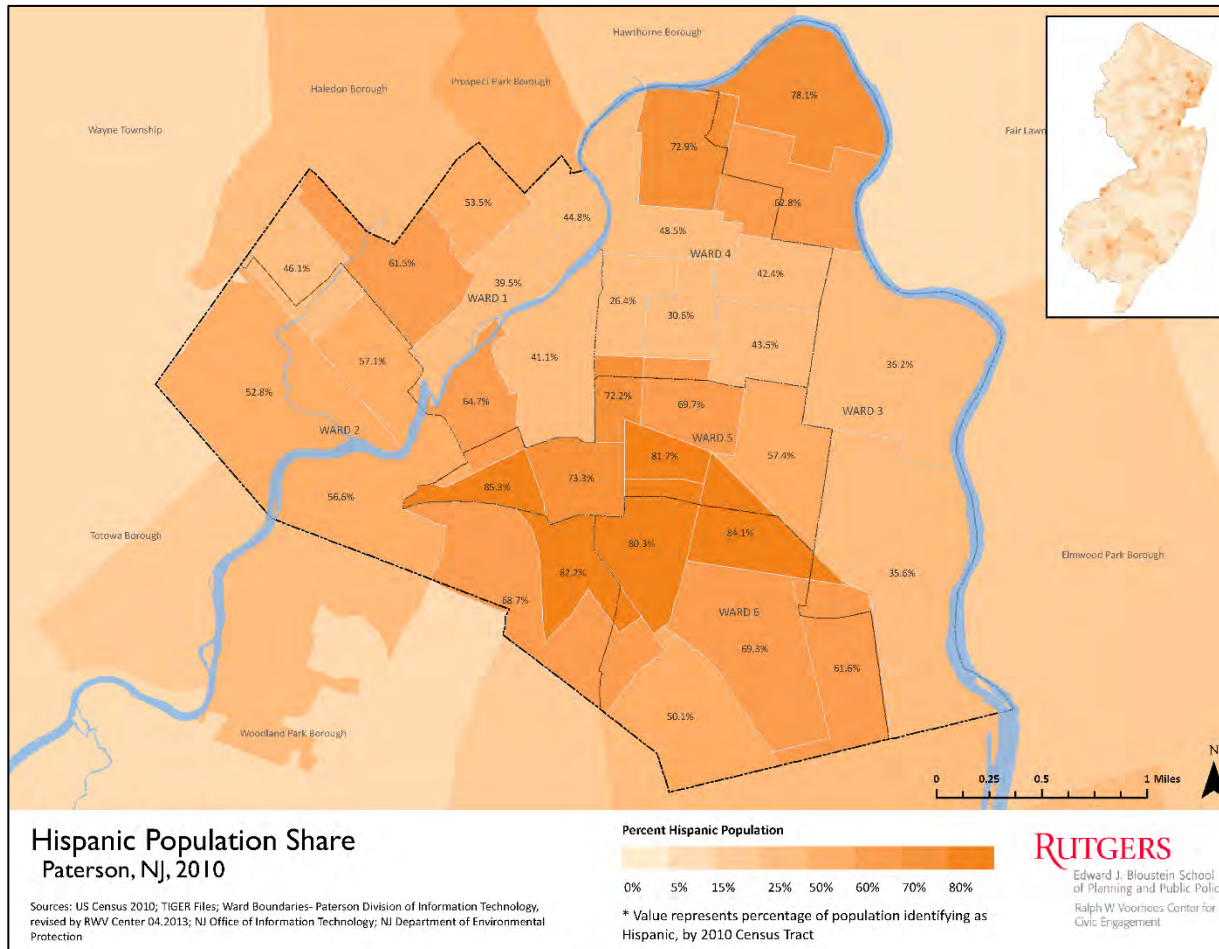 Hawthorne Borough
Prospect Park Borough
Haledon Borough
Wayne Township
Fair Lawn
78.1%
72.9%
53.5%
44.8%
62.8%
48.5%
WARD 4
46.1%
61.5%
42.4%
39.5%
WARD 1
26.4%
30.6%
43.5%
41.1%
36.2%
57.1%
52.8%
64.7%
72.2%
69.7%
WARD 3
WARD 2
WARD 5
81.7%
57.4%
73.3%
85.3%
56.6%
84.1%
Totowa Borough
80.3%
Elmwood Park Borough
82.2%
35.6%
68.7%
WARD 6
69.3%
61.6%
50.1%
Woodland Park Borough
N
0 0.25 0.5 1 Miles
Hispanic Population Share
Paterson, NJ, 2010
Sources: US Census 2010; TIGER Files; Ward Boundaries- Paterson Division of Information Technology,
revised by RWV Center 04.2013; NJ Office of Information Technology; NJ Department of Environmental
Protection
Percent Hispanic Population
0% 5% 15% 25% 50% 60% 70% 80%
* Value represents percentage of population identifying as
Hispanic, by 2010 Census Tract
RUTGERS
Edward J. Bloustein School
of Planning and Public Polic
Ralph W Voorhees Center for
Civic Engagement